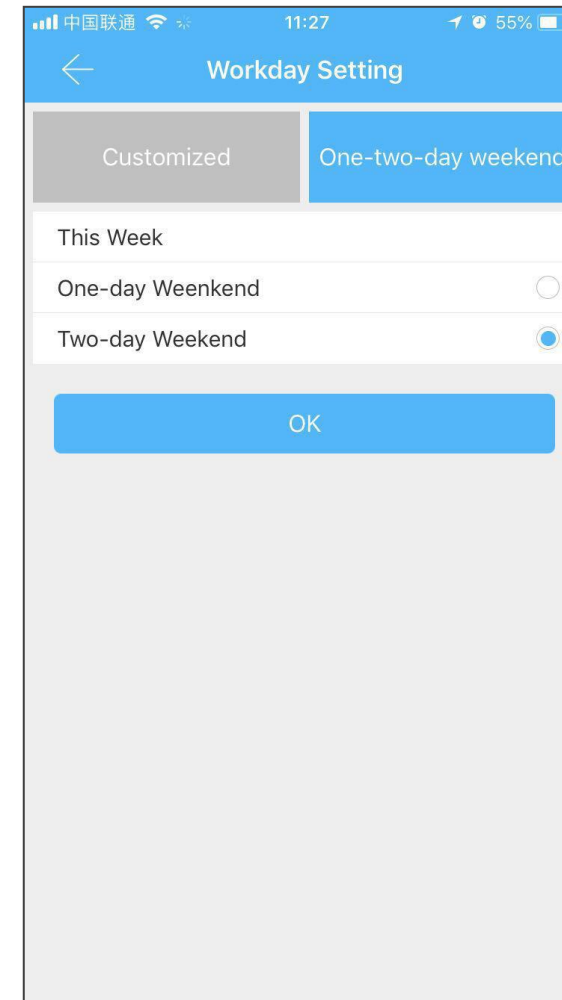 中国联通 11:27 55%
Workday Setting
Customized One-two-day weekend
This Week
One-day Weenkend
Two-day Weekend
OK